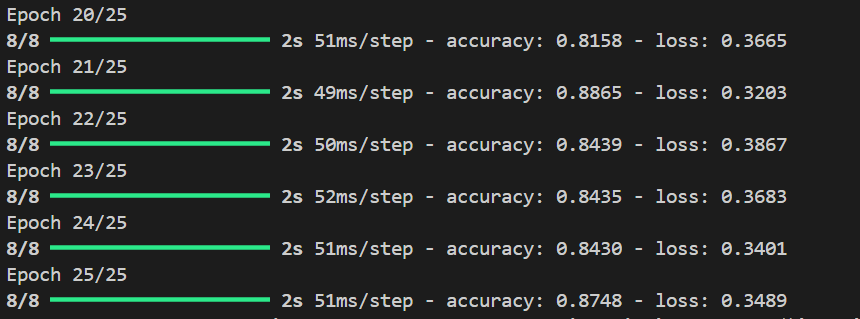 Epoch 20/25
8/8 2s 51ms/step - accuracy: 0.8158 - loss: 0.3665
Epoch 21/25
8/8 2s 49ms/step - accuracy: 0.8865 - loss: 0.3203
Epoch 22/25
8/8 2s 50ms/step - accuracy: 0.8439 - loss: 0.3867
Epoch 23/25
8/8 2s 52ms/step - accuracy: 0.8435 - loss: 0.3683
Epoch 24/25
8/8 2s 51ms/step - accuracy: 0.8430 - loss: 0.3401
Epoch 25/25
8/8 2s 51ms/step - accuracy: 0.8748 - loss: 0.3489